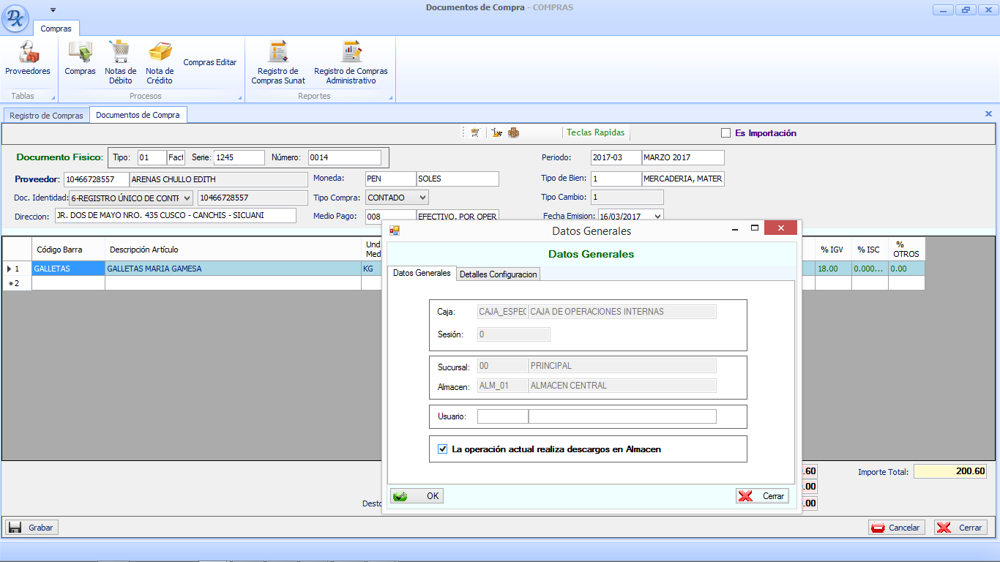 Documentos de Compra - COMPRAS
DX
Compras
Proveedores
Compras
Notas de
Débito
Nota de
Crédito
Compras Editar
Registro de
Compras Sunat
Registro de Compras
Administrativo
Tablas
Procesos
Reportes
Registro de Compras
Documentos de Compra
Teclas Rapidas
Es Importación
Documento Fisico:
Tipo: 01 Fact Serie: 1245 Número: 0014
Periodo: 2017-03 MARZO 2017
Proveedor: 10466728557 ARENAS CHULLO EDITH
Moneda: PEN SOLES
Tipo de Bien: 1 MERCADERIA, MATER
Doc. Identidad: 6-REGISTRO ÚNICO DE CONTR 10466728557
Tipo Compra: CONTADO
Tipo Cambio: 1
Direccion: JR. DOS DE MAYO NRO. 435 CUSCO - CANCHIS - SICUANI
Medio Pago: 008 EFECTIVO, POR OPER
Fecha Emision: 16/03/2017
Código Barra
Descripción Artículo
Und
Med
% IGV
% ISC
%
OTROS
1 GALLETAS GALLETAS MARIA GAMESA KG 18.00 0.000... 0.00
2
Datos Generales
Datos Generales
Datos Generales
Detalles Configuracion
Caja: CAJA_ESPEC CAJA DE OPERACIONES INTERNAS
Sesión: 0
Sucursal: 00 PRINCIPAL
Almacen: ALM_01 ALMACEN CENTRAL
Usuario:
La operación actual realiza descargos en Almacen
OK
Cerrar
.60
.00
.00
Importe Total: 200.60
Desto
Grabar
Cancelar
Cerrar